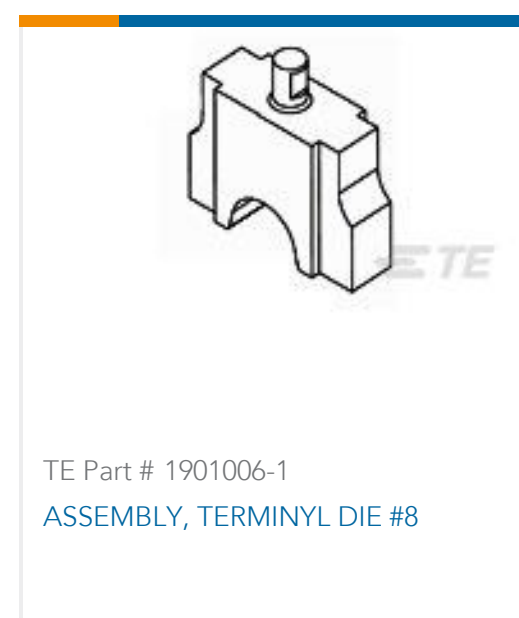 TE
TE Part # 1901006-1
ASSEMBLY, TERMINYL DIE #8